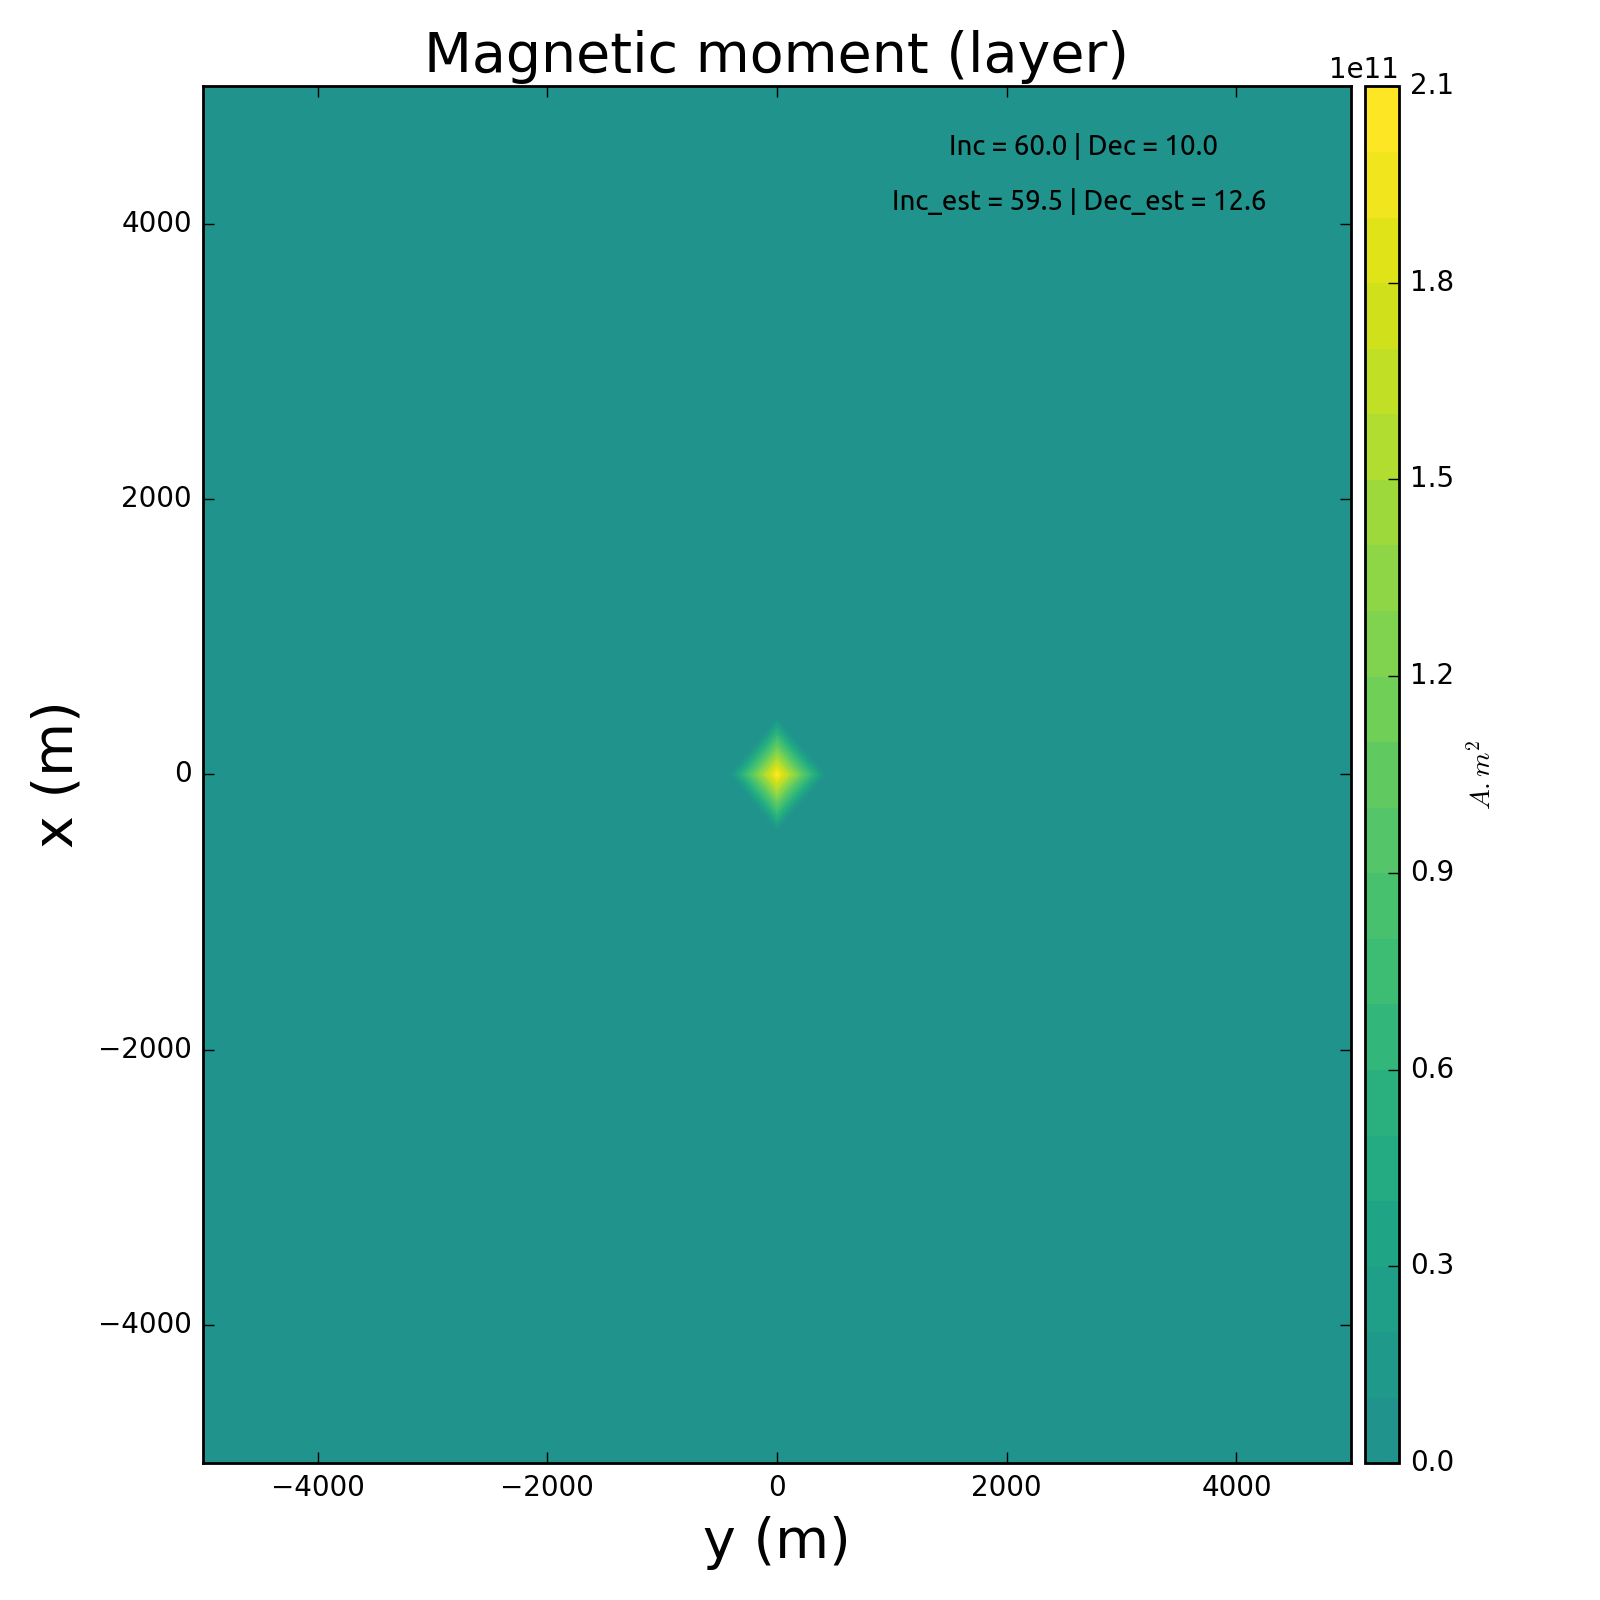 Magnetic moment (layer)
1e11
Inc = 60.0 | Dec = 10.0
Inc_est = 59.5 | Dec_est = 12.6
x (m)
4000
2000
0
−2000
−4000
−4000
−2000
0
2000
4000
y (m)
2.1
1.8
1.5
1.2
0.9
0.6
0.3
0.0
A.m²